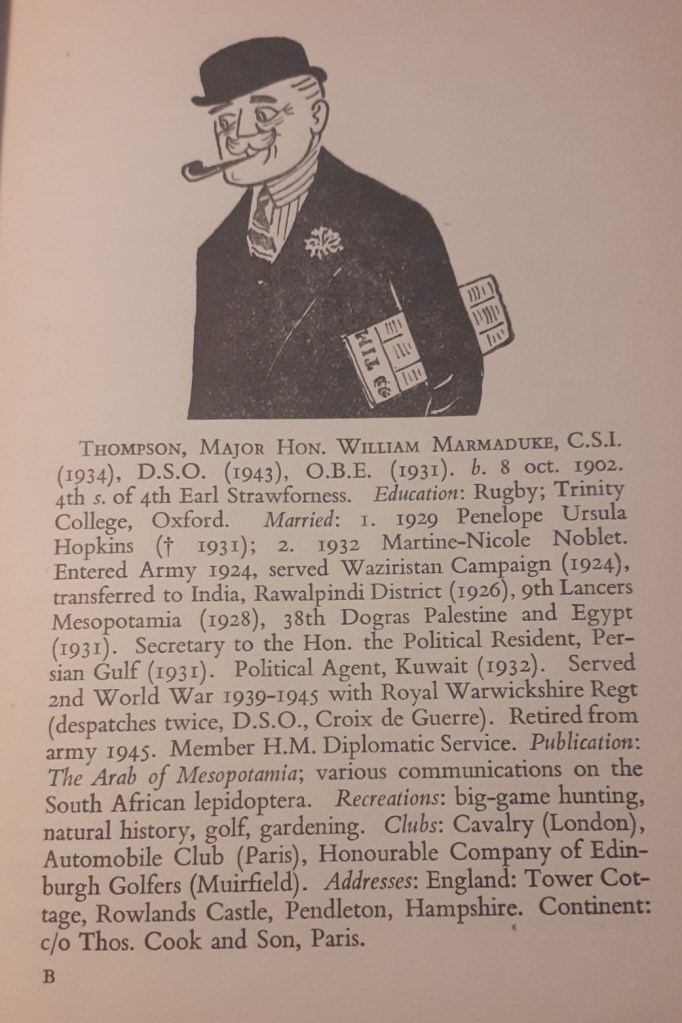 TIM
THOMPSON, MAJOR HON. WILLIAM MARMADUKE, C.S.I.
(1934), D.S.O. (1943), O.B.E. (1931). b. 8 oct. 1902.
4th s. of 4th Earl Strawforness. Education: Rugby; Trinity
College, Oxford. Married: 1. 1929 Penelope Ursula
Hopkins († 1931); 2. 1932 Martine-Nicole Noblet.
Entered Army 1924, served Waziristan Campaign (1924),
transferred to India, Rawalpindi District (1926), 9th Lancers
Mesopotamia (1928), 38th Dogras Palestine and Egypt
(1931). Secretary to the Hon. the Political Resident, Per-
sian Gulf (1931). Political Agent, Kuwait (1932). Served
2nd World War 1939-1945 with Royal Warwickshire Regt
(despatches twice, D.S.O., Croix de Guerre). Retired from
army 1945. Member H.M. Diplomatic Service. Publication:
The Arab of Mesopotamia; various communications on the
South African lepidoptera. Recreations: big-game hunting,
natural history, golf, gardening. Clubs: Cavalry (London),
Automobile Club (Paris), Honourable Company of Edin-
burgh Golfers (Muirfield). Addresses: England: Tower Cot-
tage, Rowlands Castle, Pendleton, Hampshire. Continent:
c/o Thos. Cook and Son, Paris.
B